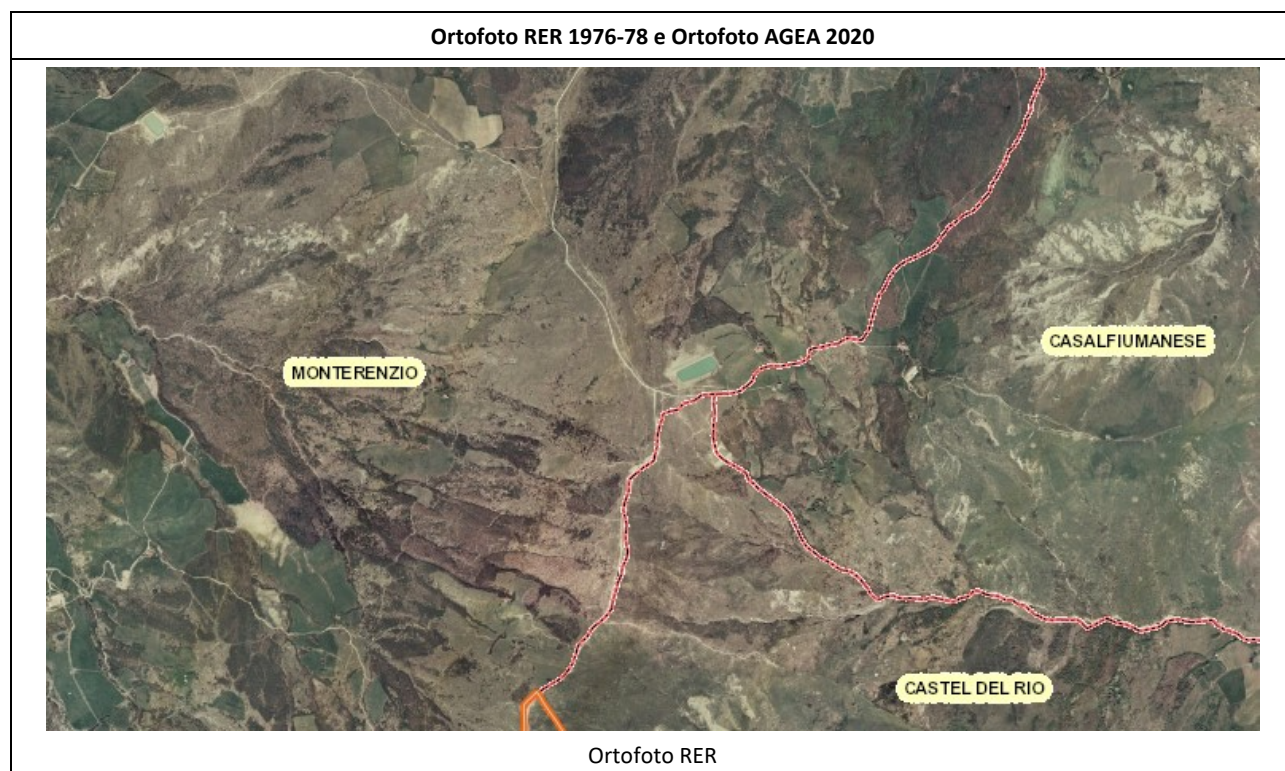 Ortofoto RER 1976-78 e Ortofoto AGEA 2020
CASALFIUMANESE
MONTERENZIO
CASTEL DEL RIO
Ortofoto RER